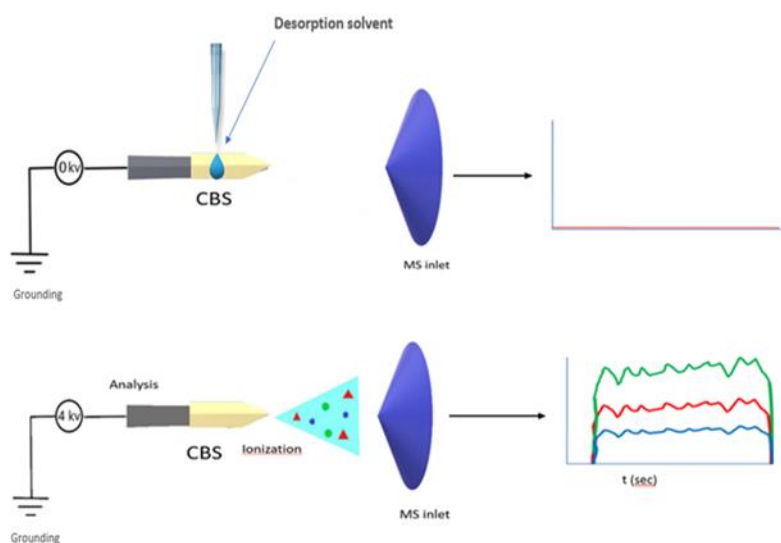 Desorption solvent
0 kv
CBS
MS inlet
Grounding
Analysis
4 kv
CBS
Ionization
MS inlet
t (sec)
Grounding